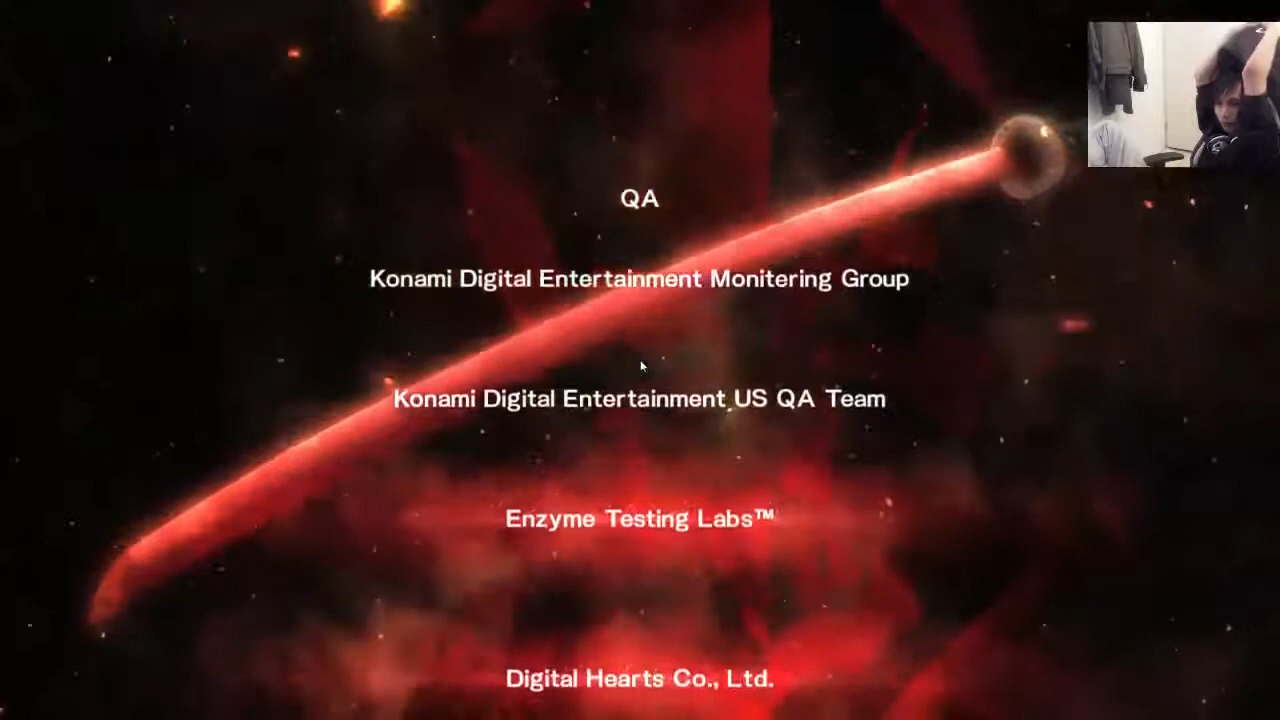 QA
Konami Digital Entertainment Monitering Group
Konami Digital Entertainment US QA Team
Enzyme Testing Labs™
Digital Hearts Co., Ltd.